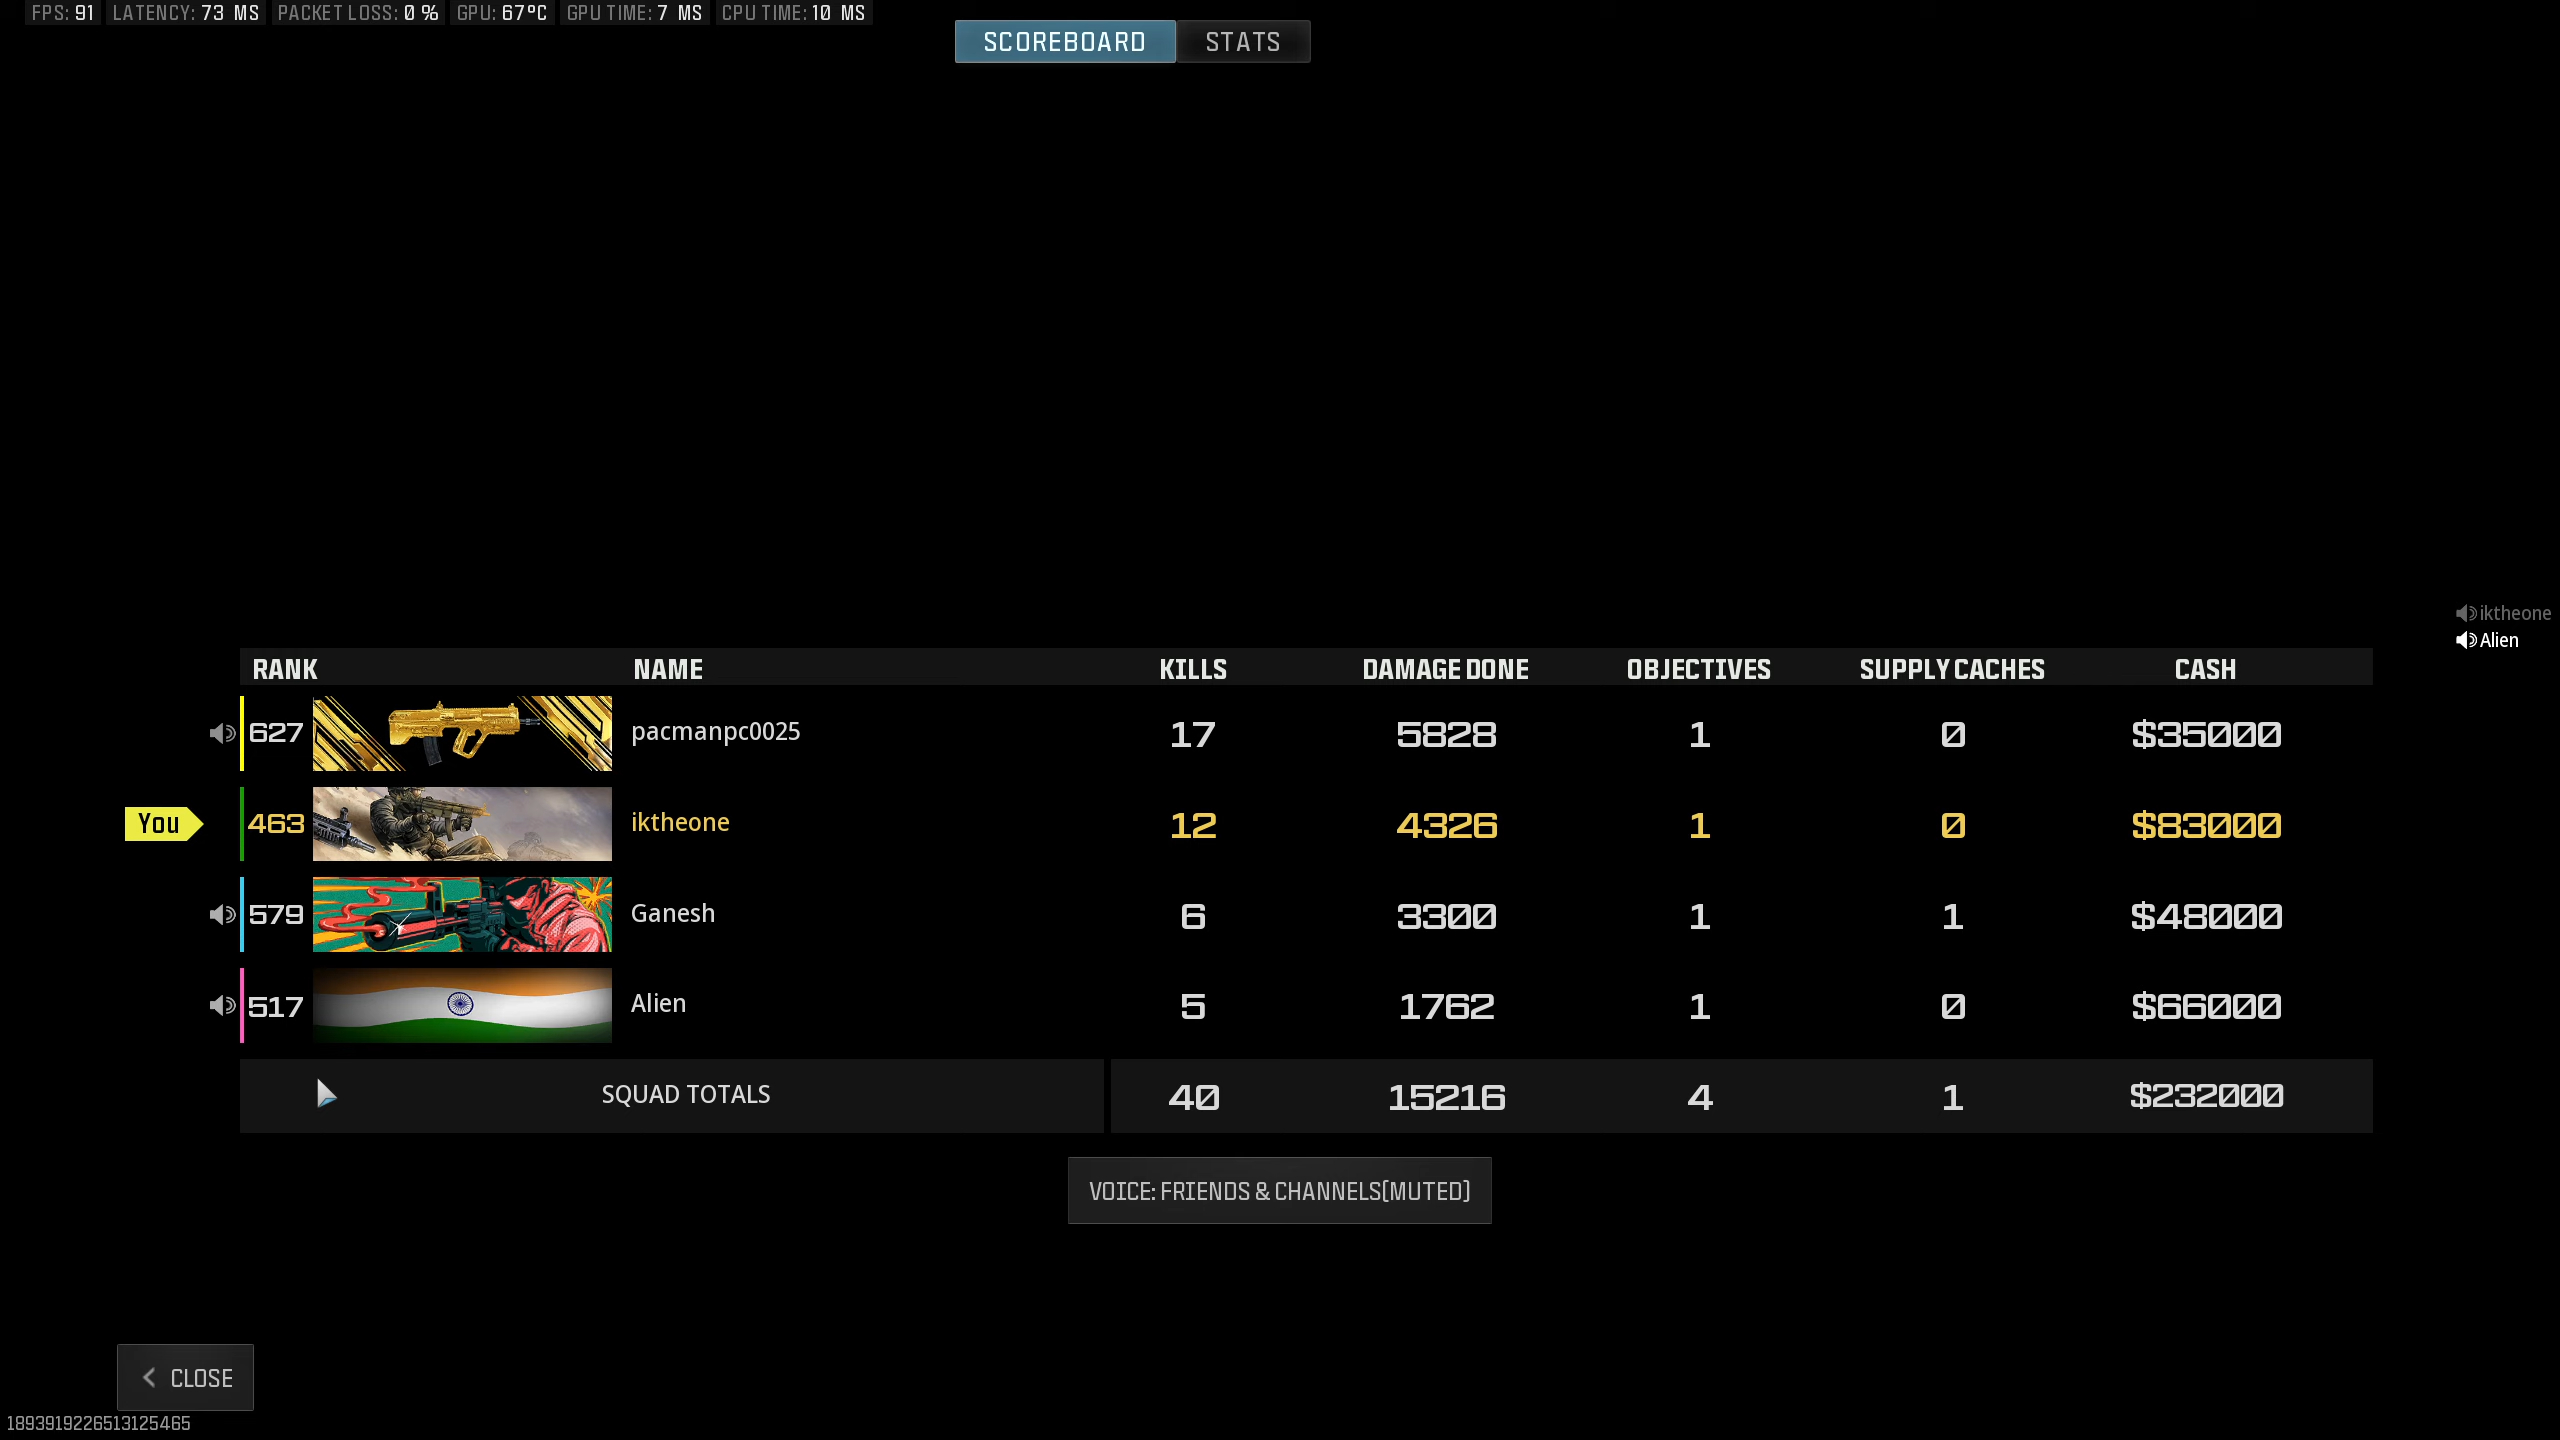 FPS: 91 LATENCY: 73 MS PACKET LOSS: 0 % GPU: 67°C GPU TIME: 7 MS CPU TIME: 10 MS
SCOREBOARD STATS
iktheone
Alien
RANK NAME KILLS DAMAGE DONE OBJECTIVES SUPPLY CACHES CASH
627 pacmanpc0025 17 5828 1 0 $35000
You 463 iktheone 12 4326 1 0 $83000
579 Ganesh 6 3300 1 1 $48000
517 Alien 5 1762 1 0 $66000
SQUAD TOTALS 40 15216 4 1 $232000
VOICE: FRIENDS & CHANNELS(MUTED)
CLOSE
1893919226513125465